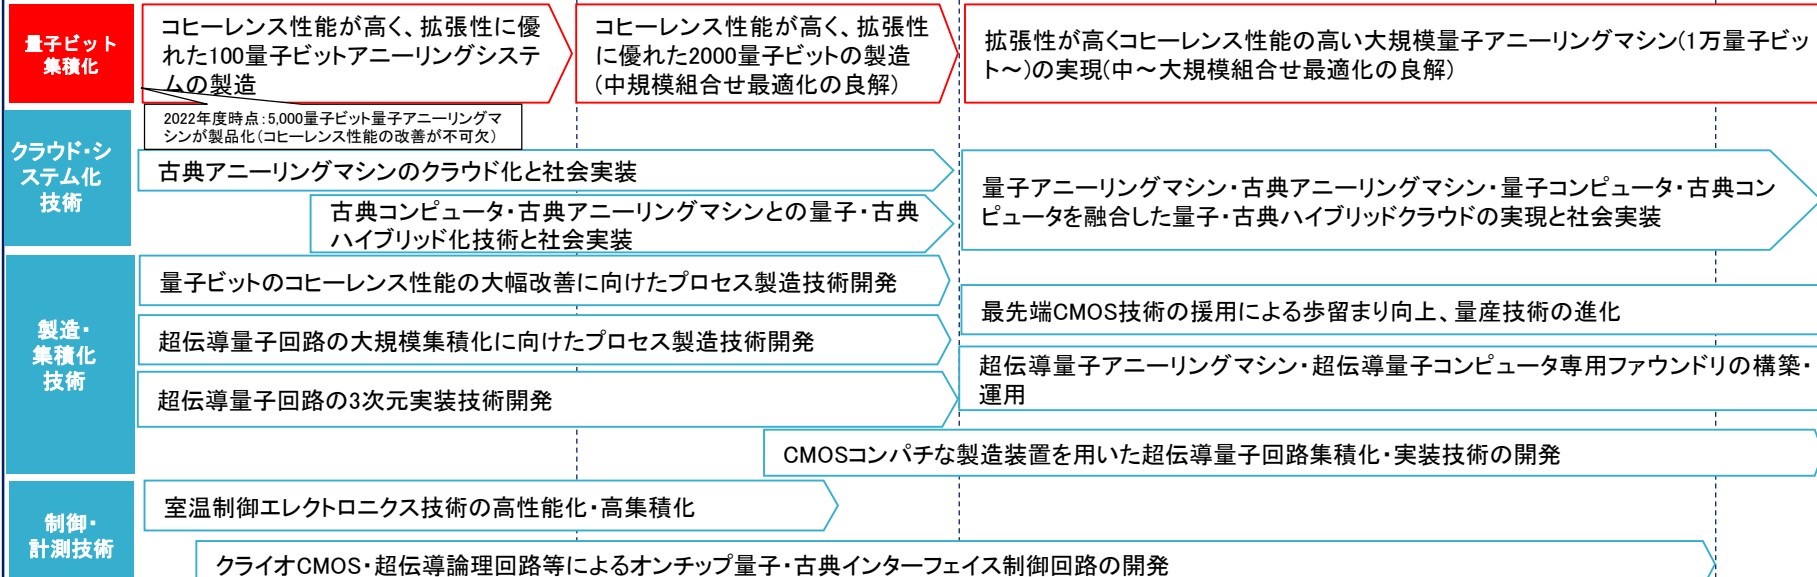 量子ビット
集積化
コヒーレンス性能が高く、拡張性に優
れた100量子ビットアニーリングシステ
ムの製造
コヒーレンス性能が高く、拡張性
に優れた2000量子ビットの製造
(中規模組合せ最適化の良解)
拡張性が高くコヒーレンス性能の高い大規模量子アニーリングマシン(1万量子ビッ
ト～)の実現(中～大規模組合せ最適化の良解)
2022年度時点：5,000量子ビット量子アニーリングマ
シンが製品化（コヒーレンス性能の改善が不可欠）
クラウド・シ
ステム化
技術
古典アニーリングマシンのクラウド化と社会実装
古典コンピュータ・古典アニーリングマシンとの量子・古典
ハイブリッド化技術と社会実装
量子アニーリングマシン・古典アニーリングマシン・量子コンピュータ・古典コン
ピュータを融合した量子・古典ハイブリッドクラウドの実現と社会実装
製造・
集積化
技術
量子ビットのコヒーレンス性能の大幅改善に向けたプロセス製造技術開発
超伝導量子回路の大規模集積化に向けたプロセス製造技術開発
超伝導量子回路の3次元実装技術開発
最先端CMOS技術の援用による歩留まり向上、量産技術の進化
超伝導量子アニーリングマシン・超伝導量子コンピュータ専用ファウンドリの構築・
運用
CMOSコンパチな製造装置を用いた超伝導量子回路集積化・実装技術の開発
制御・
計測技術
室温制御エレクトロニクス技術の高性能化・高集積化
クライオCMOS・超伝導論理回路等によるオンチップ量子・古典インターフェイス制御回路の開発